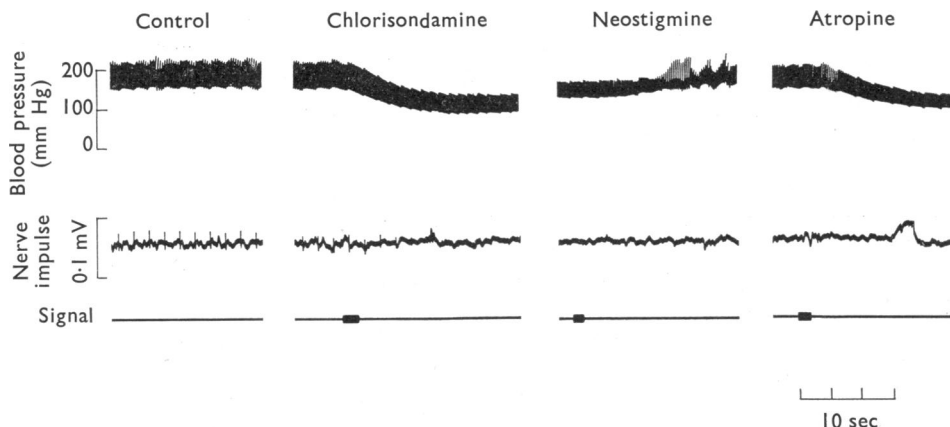 Control
Chlorisondamine
Neostigmine
Atropine
Blood pressure
(mm Hg)
200
100
0
Nerve
impulse
0·1 mV
Signal
10 sec